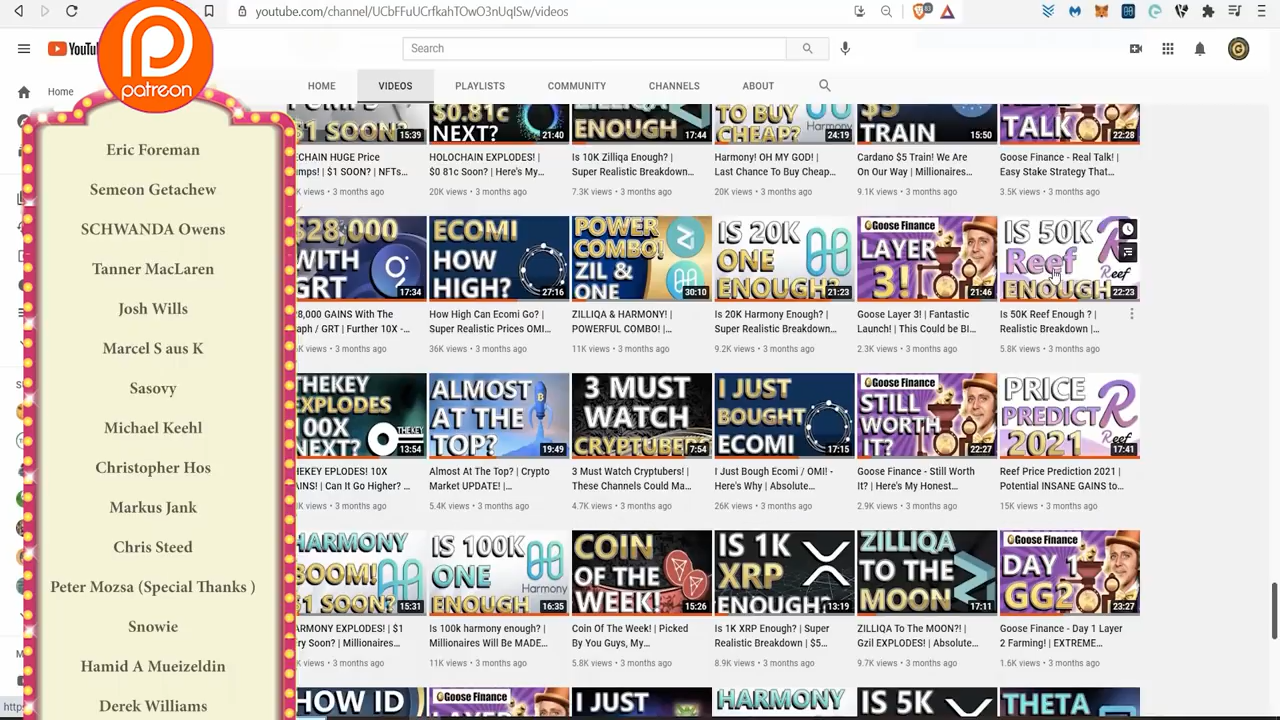 youtube.com/channel/UCbFFuUCrfkahTOwO3nUqISw/videos
83
YouTu
Search
patreon
Home
HOME
VIDEOS
PLAYLISTS
COMMUNITY
CHANNELS
ABOUT
Eric Foreman
Semeon Getachew
SCHWANDA Owens
Tanner MacLaren
Josh Wills
Marcel S aus K
Sasovy
Michael Keehl
Christopher Hos
Markus Jank
Chris Steed
Peter Mozsa (Special Thanks )
Snowie
Hamid A Mueizeldin
Derek Williams
$1 SOON?
15:39
$0.81c
NEXT?
21:40
ZILLIQA
ENOUGH
17:44
TO BUY
CHEAP?
Harmony
24:19
$5
TRAIN
15:50
TALK
22:28
ECHAIN HUGE Price
mps! | $1 SOON? | NFTs...
K views • 3 months ago
HOLOCHAIN EXPLODES! |
$0 81c Soon? | Here's My...
20K views • 3 months ago
Is 10K Zilliqa Enough? |
Super Realistic Breakdown...
7.3K views • 3 months ago
Harmony! OH MY GOD! |
Last Chance To Buy Cheap...
20K views • 3 months ago
Cardano $5 Train! We Are
On Our Way | Millionaires...
9.1K views • 3 months ago
Goose Finance - Real Talk! |
Easy Stake Strategy That...
3.5K views • 3 months ago
$28,000
WITH
GRT
17:34
ECOMI
HOW
HIGH?
27:16
POWER
COMBO!
ZIL &
ONE
30:10
IS 20K
ONE
ENOUGH?
21:23
Goose Finance
LAYER
3!
21:46
IS 50K
Reef
ENOUGH
Reef
22:23
8,000 GAINS With The
aph / GRT | Further 10X -...
K views • 3 months ago
How High Can Ecomi Go? |
Super Realistic Prices OMI...
36K views • 3 months ago
ZILLIQA & HARMONY! |
POWERFUL COMBO! |...
11K views • 3 months ago
Is 20K Harmony Enough? |
Super Realistic Breakdown...
9.2K views • 3 months ago
Goose Layer 3! | Fantastic
Launch! | This Could be BI...
2.3K views • 3 months ago
Is 50K Reef Enough ? |
Realistic Breakdown |...
5.8K views • 3 months ago
THEKEY
EXPLODES
100X
NEXT?
THE KEY
13:54
ALMOST
AT THE
TOP?
19:49
3 MUST
WATCH
CRYPTUBERS
7:54
I JUST
BOUGHT
ECOMI
17:15
Goose Finance
STILL
WORTH
IT?
22:27
PRICE
PREDICT
2021
Reef
17:41
HEKEY EPLODES! 10X
INS! | Can It Go Higher? ...
K views • 3 months ago
Almost At The Top? | Crypto
Market UPDATE! |...
5.4K views • 3 months ago
3 Must Watch Cryptubers! |
These Channels Could Ma...
4.7K views • 3 months ago
I Just Bough Ecomi / OMI! -
Here's Why | Absolute...
26K views • 3 months ago
Goose Finance - Still Worth
It? | Here's My Honest...
2.9K views • 3 months ago
Reef Price Prediction 2021 |
Potential INSANE GAINS to...
15K views • 3 months ago
HARMONY
BOOM!
$1 SOON?
15:31
IS 100K
ONE
ENOUGH
Harmony
16:35
COIN
OF THE
WEEK!
15:26
IS 1K
XRP
ENOUGH?
13:19
ZILLIQA
TO THE
MOON?
17:11
Goose Finance
DAY 1
GG2
23:27
ARMONY EXPLODES! | $1
ry Soon? | Millionaires...
K views • 3 months ago
Is 100k harmony enough? |
Millionaires Will Be MADE...
11K views • 3 months ago
Coin Of The Week! | Picked
By You Guys, My...
5.8K views • 3 months ago
Is 1K XRP Enough? | Super
Realistic Breakdown | $5...
8.9K views • 3 months ago
ZILLIQA To The MOON?! |
Gzil EXPLODES! | Absolute...
9.7K views • 3 months ago
Goose Finance - Day 1 Layer
2 Farming! | EXTREME...
1.6K views • 3 months ago
HOW ID
Goose Finance
I JUST
HARMONY
IS 5K
THETA